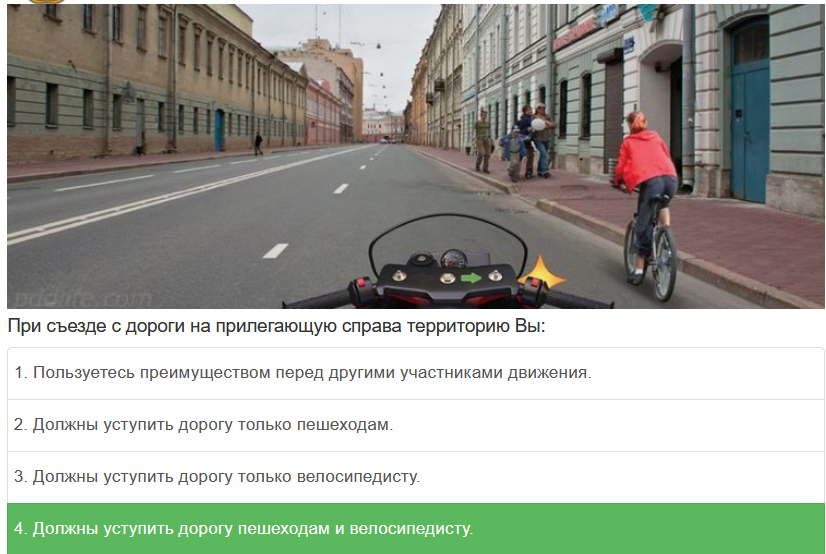 pddlife.com
При съезде с дороги на прилегающую справа территорию Вы:
1. Пользуетесь преимуществом перед другими участниками движения.
2. Должны уступить дорогу только пешеходам.
3. Должны уступить дорогу только велосипедисту.
4. Должны уступить дорогу пешеходам и велосипедисту.